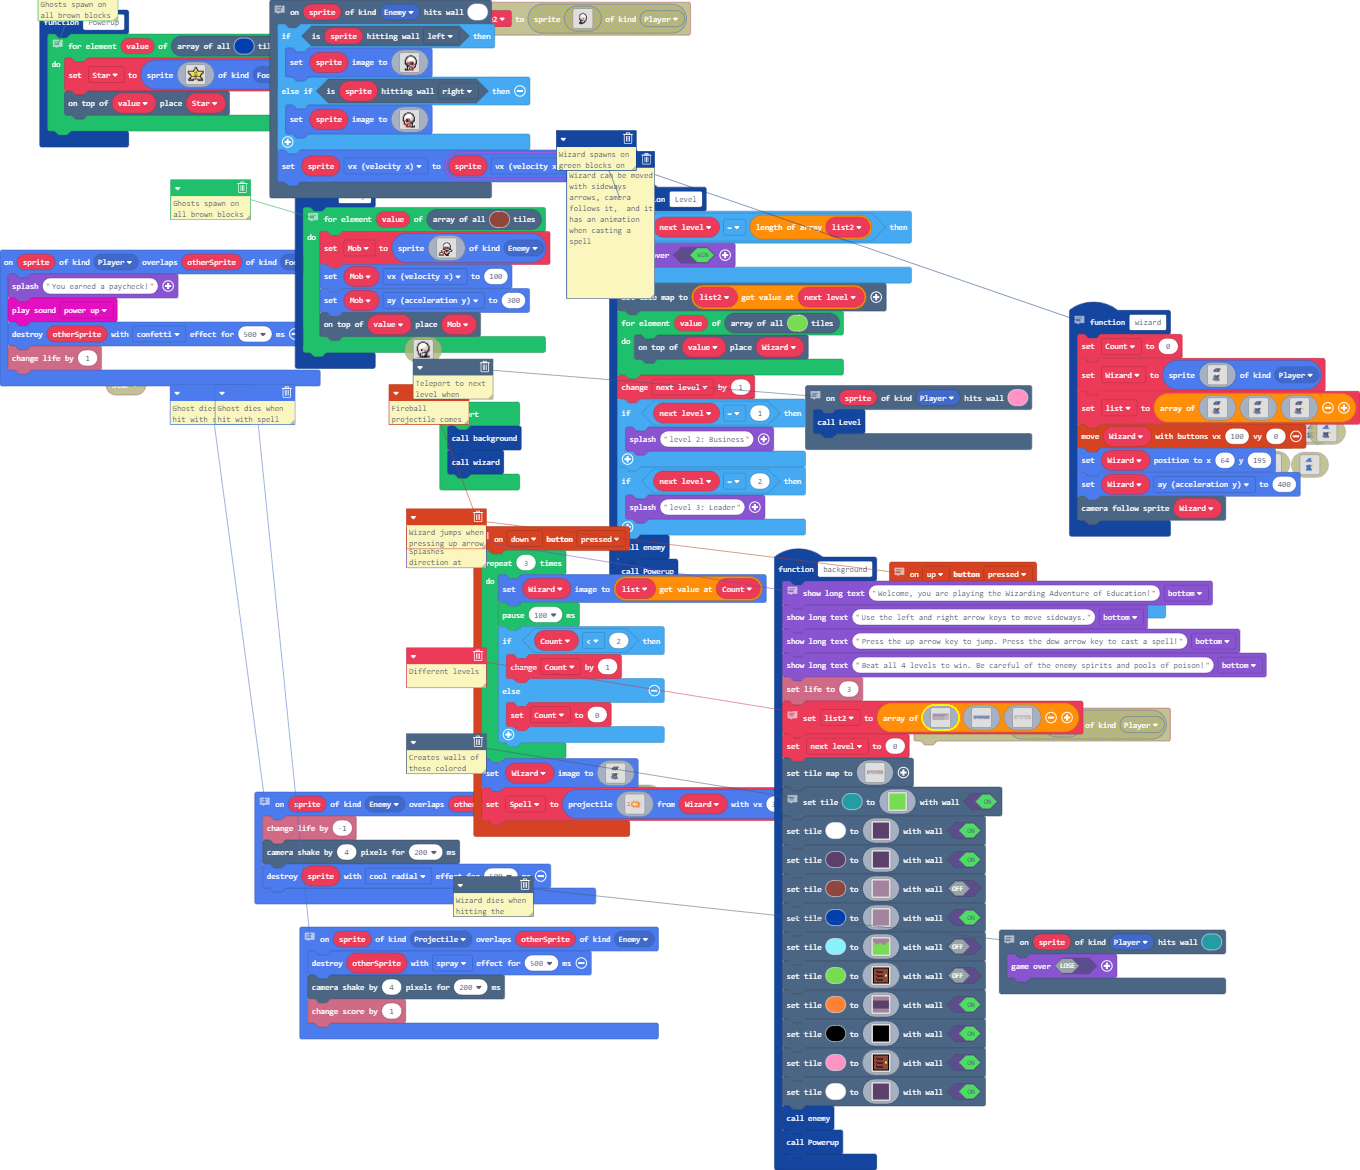 Ghosts spawn on
all brown blocks
function Powerup
for element value of array of all til
do
set Star to sprite of kind Foo
on top of value place Star
on sprite of kind Enemy hits wall
to sprite of kind Player
if is sprite hitting wall left then
set sprite image to
else if is sprite hitting wall right then
set sprite image to
set sprite vx (velocity x) to sprite vx (velocity x
Wizard spawns on
green blocks on
Wizard can be moved
with sideways
arrows, camera
follows it, and it
has an animation
when casting a
spell
Ghosts spawn on
all brown blocks
for element value of array of all tiles
do
set Mob to sprite of kind Enemy
set Mob vx (velocity x) to 100
set Mob ay (acceleration y) to 300
on top of value place Mob
on sprite of kind Player overlaps otherSprite of kind Foo
splash "You earned a paycheck!"
play sound power up
destroy otherSprite with confetti effect for 500 ms
change life by 1
Level
next level = length of array list2 then
over WIN
tile map to list2 get value at next level
for element value of array of all tiles
do on top of value place Wizard
change next level by 1
if next level = 1 then
splash "level 2: Business"
if next level = 2 then
splash "level 3: Leader"
call enemy
call Powerup
Teleport to next
level when
on sprite of kind Player hits wall
call Level
function wizard
set Count to 0
set Wizard to sprite of kind Player
set list to array of
move Wizard with buttons vx 100 vy 0
set Wizard position to x 64 y 195
set Wizard ay (acceleration y) to 400
camera follow sprite Wizard
Ghost dies
hit with s
Ghost dies when
hit with spell
Fireball
projectile comes
call background
call wizard
Wizard jumps when
pressing up arrow
Splashes
direction at
on down button pressed
repeat 3 times
do
set Wizard image to list get value at Count
pause 100 ms
if Count < 2 then
change Count by 1
else
set Count to 0
set Wizard image to
set Spell to projectile from Wizard with vx
Different levels
Creates walls of
these colored
on sprite of kind Enemy overlaps other
change life by -1
camera shake by 4 pixels for 200 ms
destroy sprite with cool radial effect for 500
Wizard dies when
hitting the
on sprite of kind Projectile overlaps otherSprite of kind Enemy
destroy otherSprite with spray effect for 500 ms
camera shake by 4 pixels for 200 ms
change score by 1
function background
on up button pressed
show long text "Welcome, you are playing the Wizarding Adventure of Education!" bottom
show long text "Use the left and right arrow keys to move sideways." bottom
show long text "Press the up arrow key to jump. Press the dow arrow key to cast a spell!" bottom
show long text "Beat all 4 levels to win. Be careful of the enemy spirits and pools of poison!" bottom
set life to 3
set list2 to array of
of kind Player
set next level to 0
set tile map to
set tile to with wall ON
set tile to with wall ON
set tile to with wall ON
set tile to with wall OFF
set tile to with wall ON
set tile to with wall OFF
set tile to with wall OFF
set tile to with wall ON
set tile to with wall ON
set tile to with wall ON
set tile to with wall ON
call enemy
call Powerup
on sprite of kind Player hits wall
game over LOSE